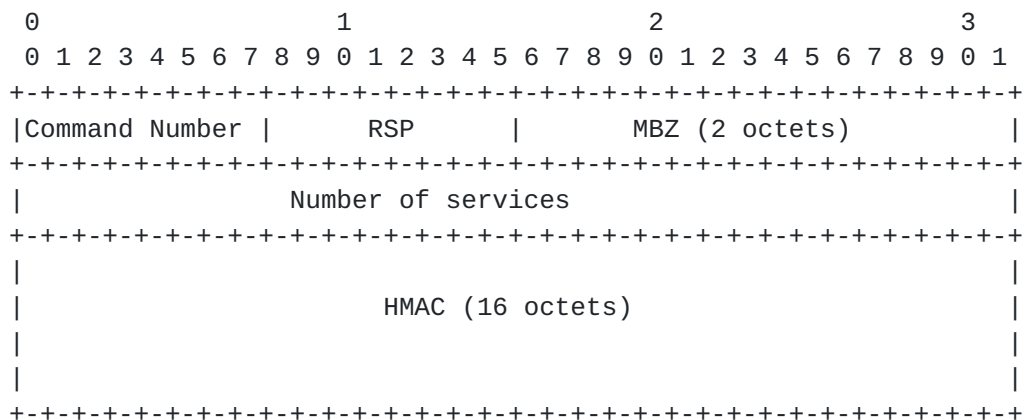 0                   1                   2                   3
 0 1 2 3 4 5 6 7 8 9 0 1 2 3 4 5 6 7 8 9 0 1 2 3 4 5 6 7 8 9 0 1
+-+-+-+-+-+-+-+-+-+-+-+-+-+-+-+-+-+-+-+-+-+-+-+-+-+-+-+-+-+-+-+-+
|Command Number |      RSP      |       MBZ (2 octets)          |
+-+-+-+-+-+-+-+-+-+-+-+-+-+-+-+-+-+-+-+-+-+-+-+-+-+-+-+-+-+-+-+-+
|                 Number of services                            |
+-+-+-+-+-+-+-+-+-+-+-+-+-+-+-+-+-+-+-+-+-+-+-+-+-+-+-+-+-+-+-+-+
|                                                               |
|                       HMAC (16 octets)                        |
|                                                               |
|                                                               |
+-+-+-+-+-+-+-+-+-+-+-+-+-+-+-+-+-+-+-+-+-+-+-+-+-+-+-+-+-+-+-+-+